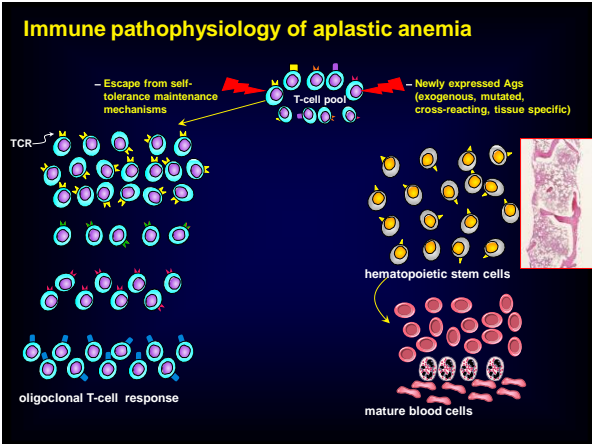 Immune pathophysiology of aplastic anemia
– Escape from self-
tolerance maintenance
mechanisms
T-cell pool
– Newly expressed Ags
(exogenous, mutated,
cross-reacting, tissue specific)
TCR
hematopoietic stem cells
oligoclonal T-cell response
mature blood cells